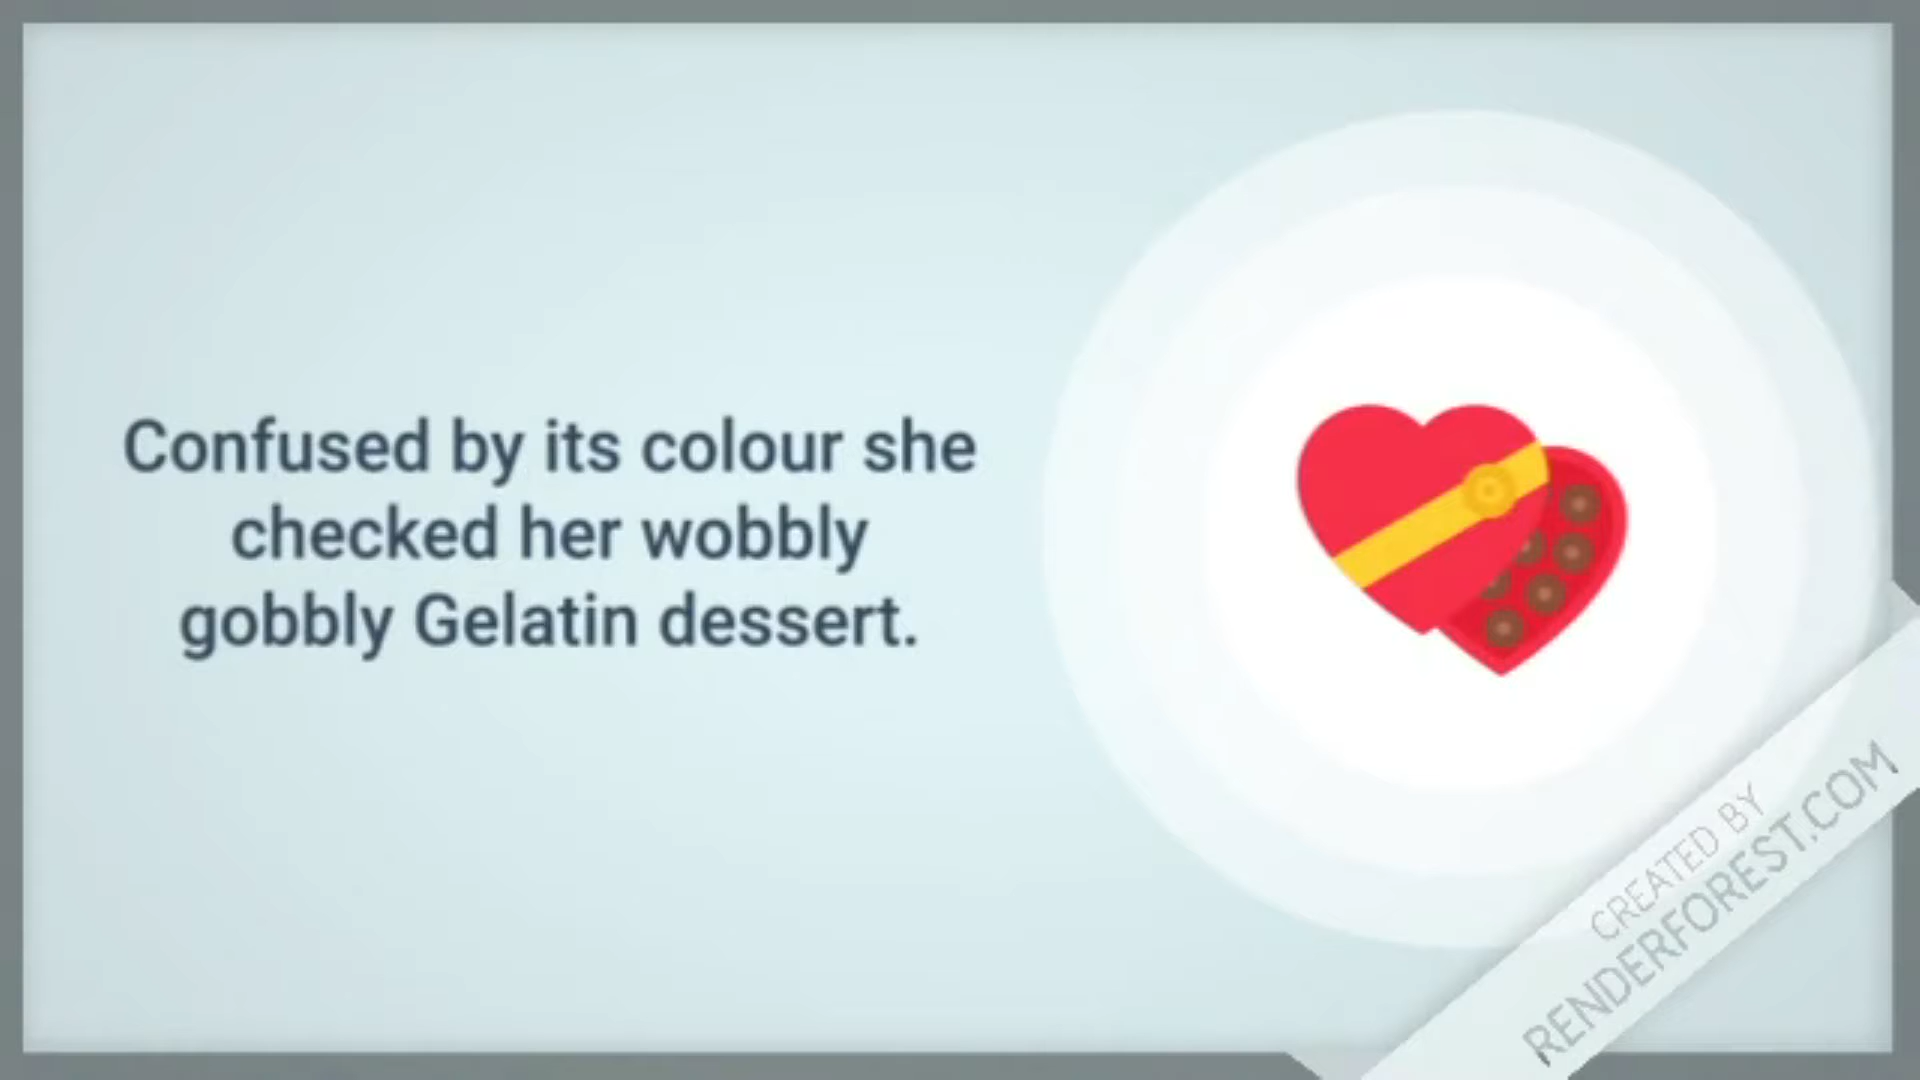 Confused by its colour she
checked her wobbly
gobbly Gelatin dessert.
CREATED BY
RENDERFOREST.COM